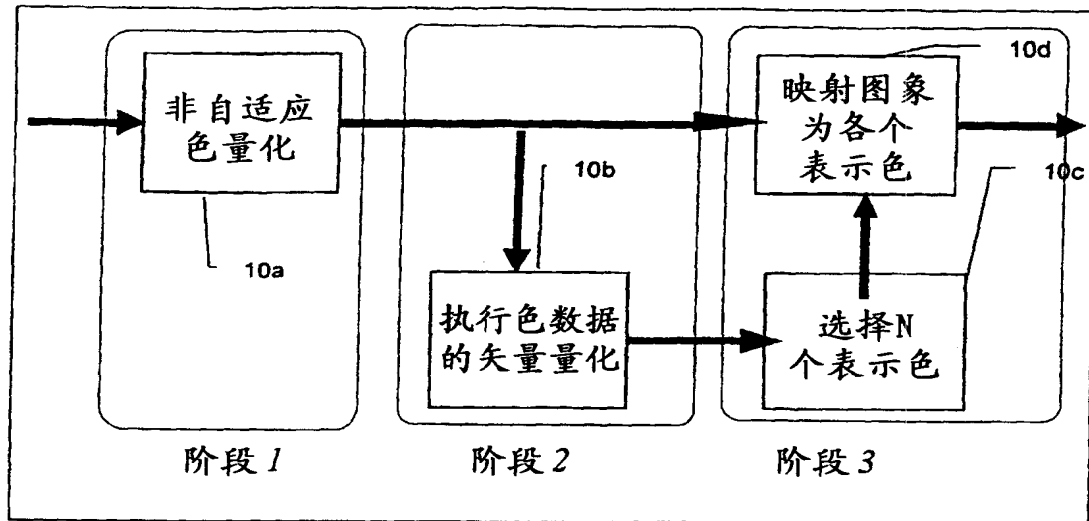 非自适应
色量化
10a
10b
执行色数据
的矢量量化
10d
映射图象
为各个
表示色
10c
选择N
个表示色
阶段1
阶段2
阶段3